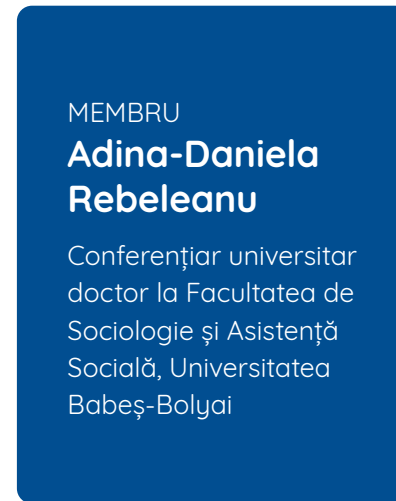 MEMBRU
Adina-Daniela
Rebeleanu
Conferențiar universitar
doctor la Facultatea de
Sociologie și Asistență
Socială, Universitatea
Babeș-Bolyai